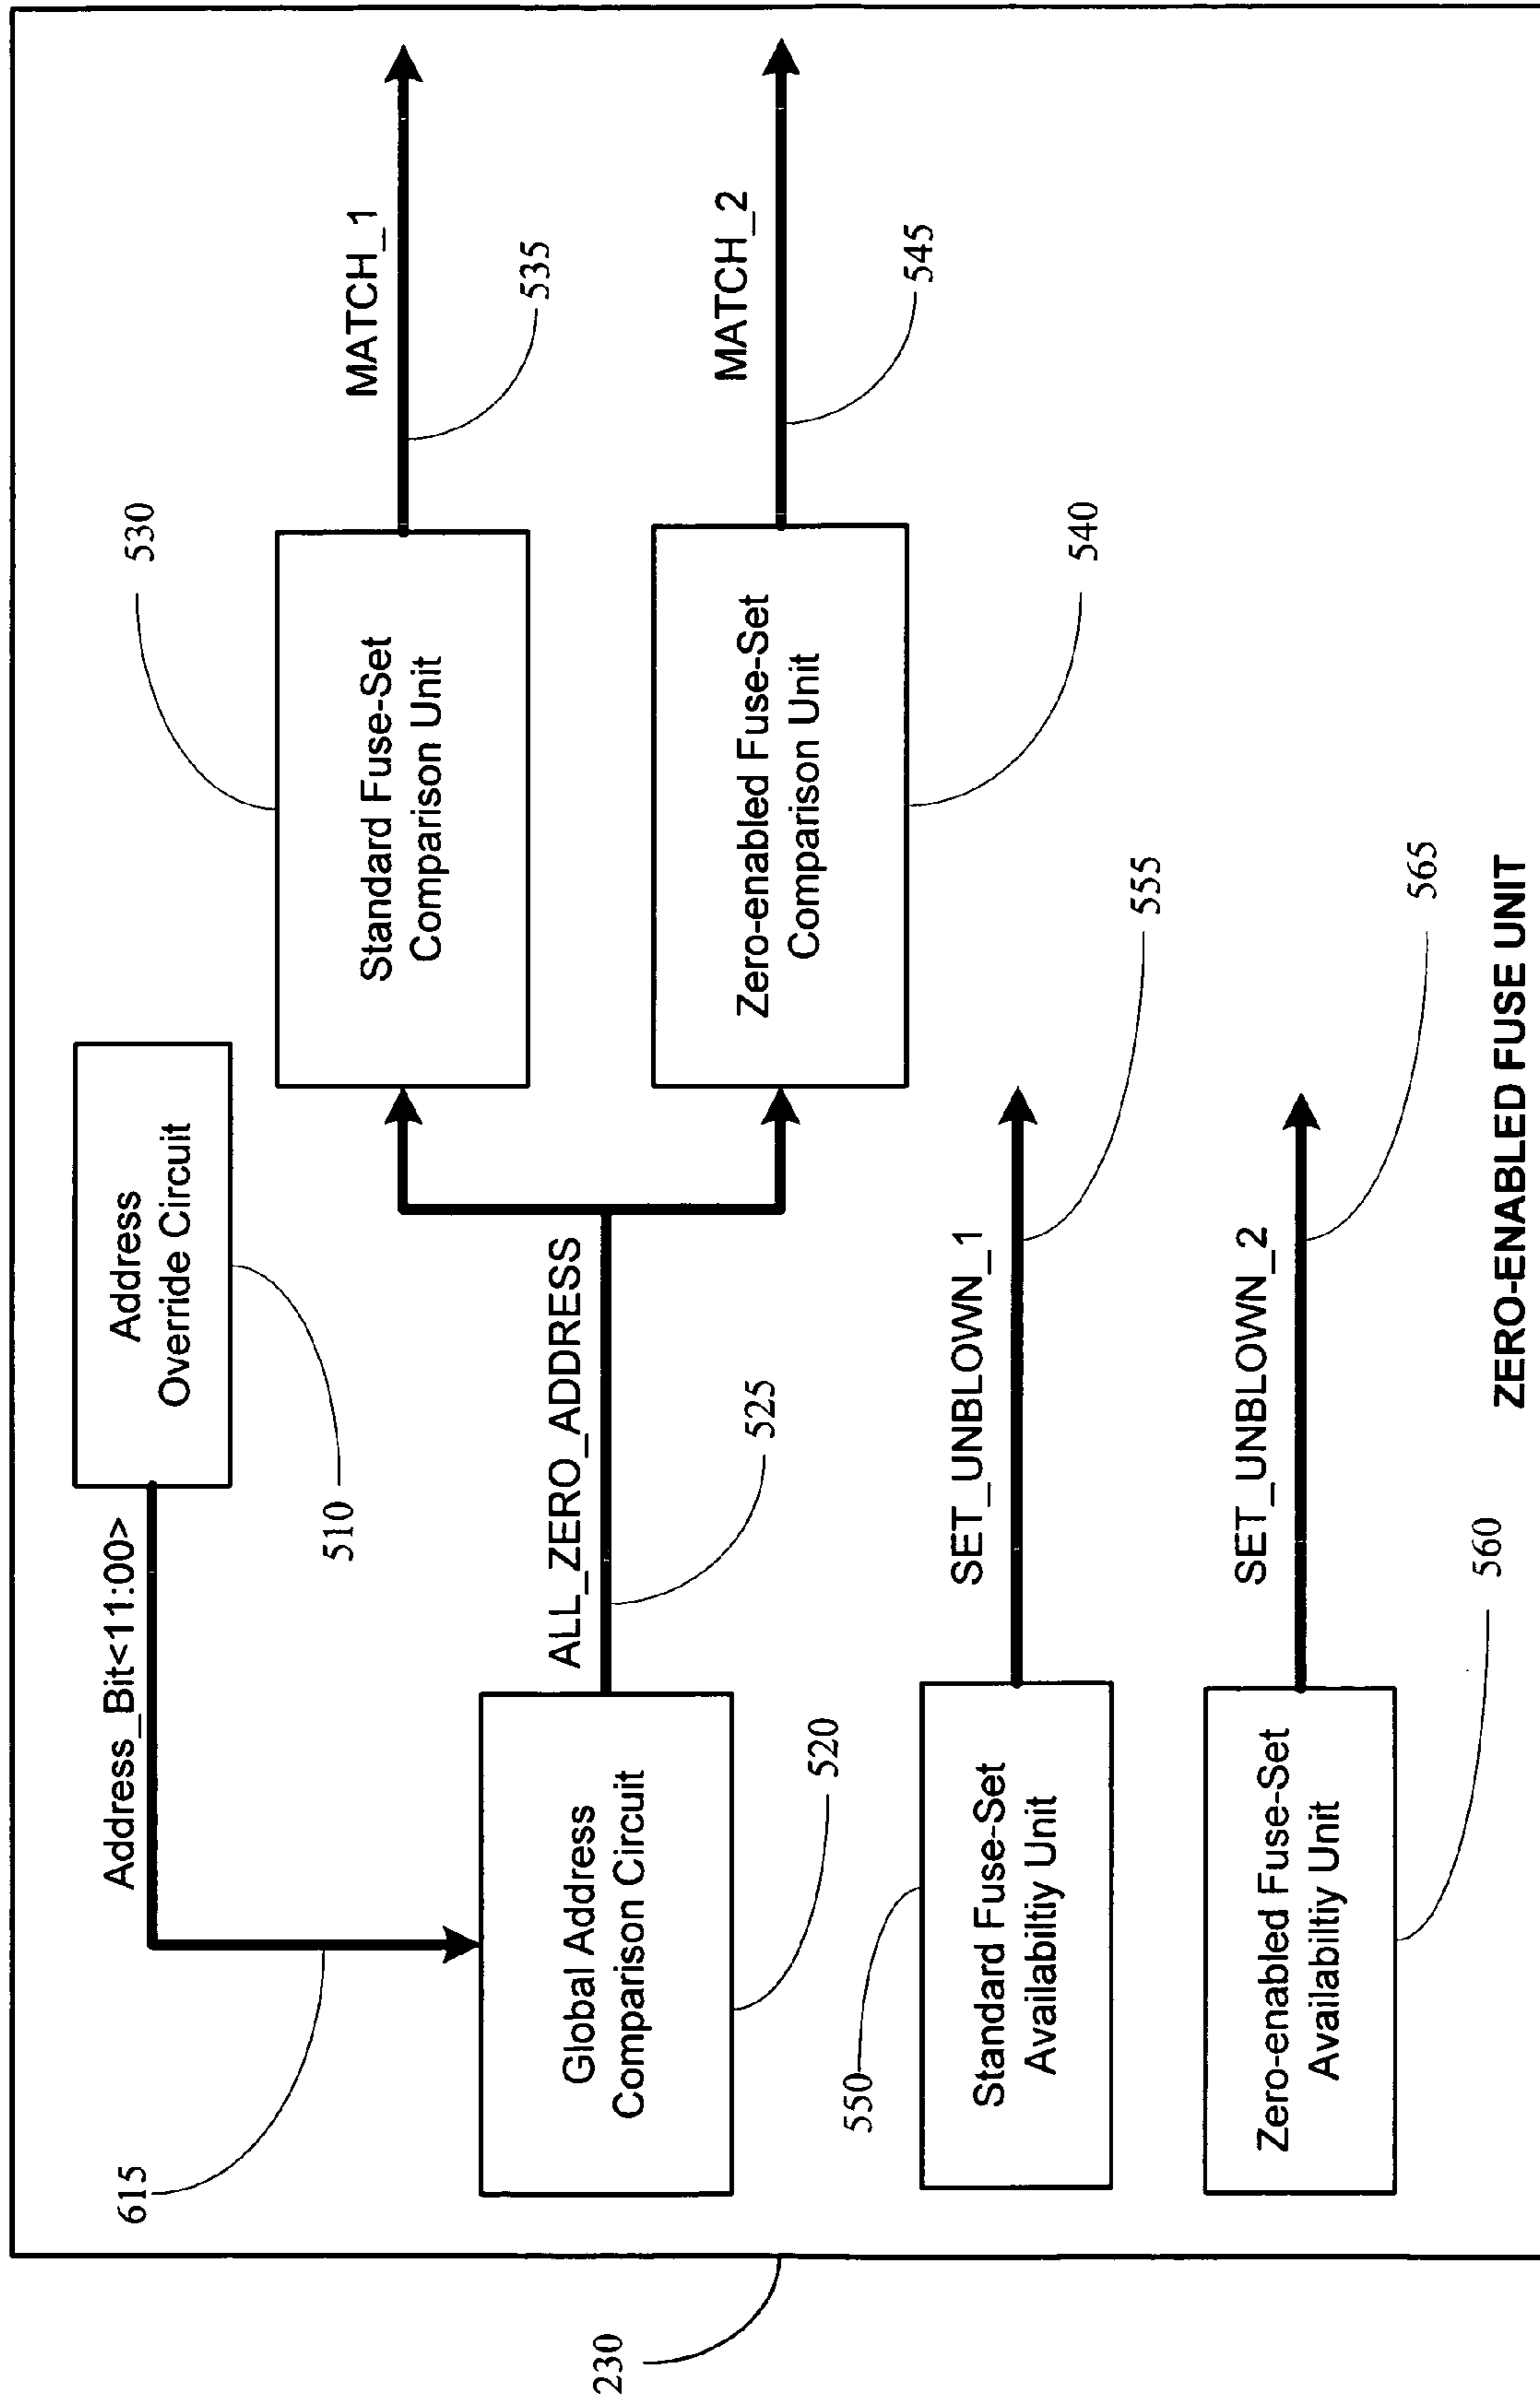 Address
Override Circuit
510
Address_Bit<11:00>
615
Global Address
Comparison Circuit
520
ALL_ZERO_ADDRESS
525
Standard Fuse-Set
Comparison Unit
530
MATCH_1
535
Zero-enabled Fuse-Set
Comparison Unit
540
MATCH_2
545
Standard Fuse-Set
Availabiltiy Unit
550
SET_UNBLOWN_1
555
Zero-enabled Fuse-Set
Availabiltiy Unit
560
SET_UNBLOWN_2
565
230
ZERO-ENABLED FUSE UNIT